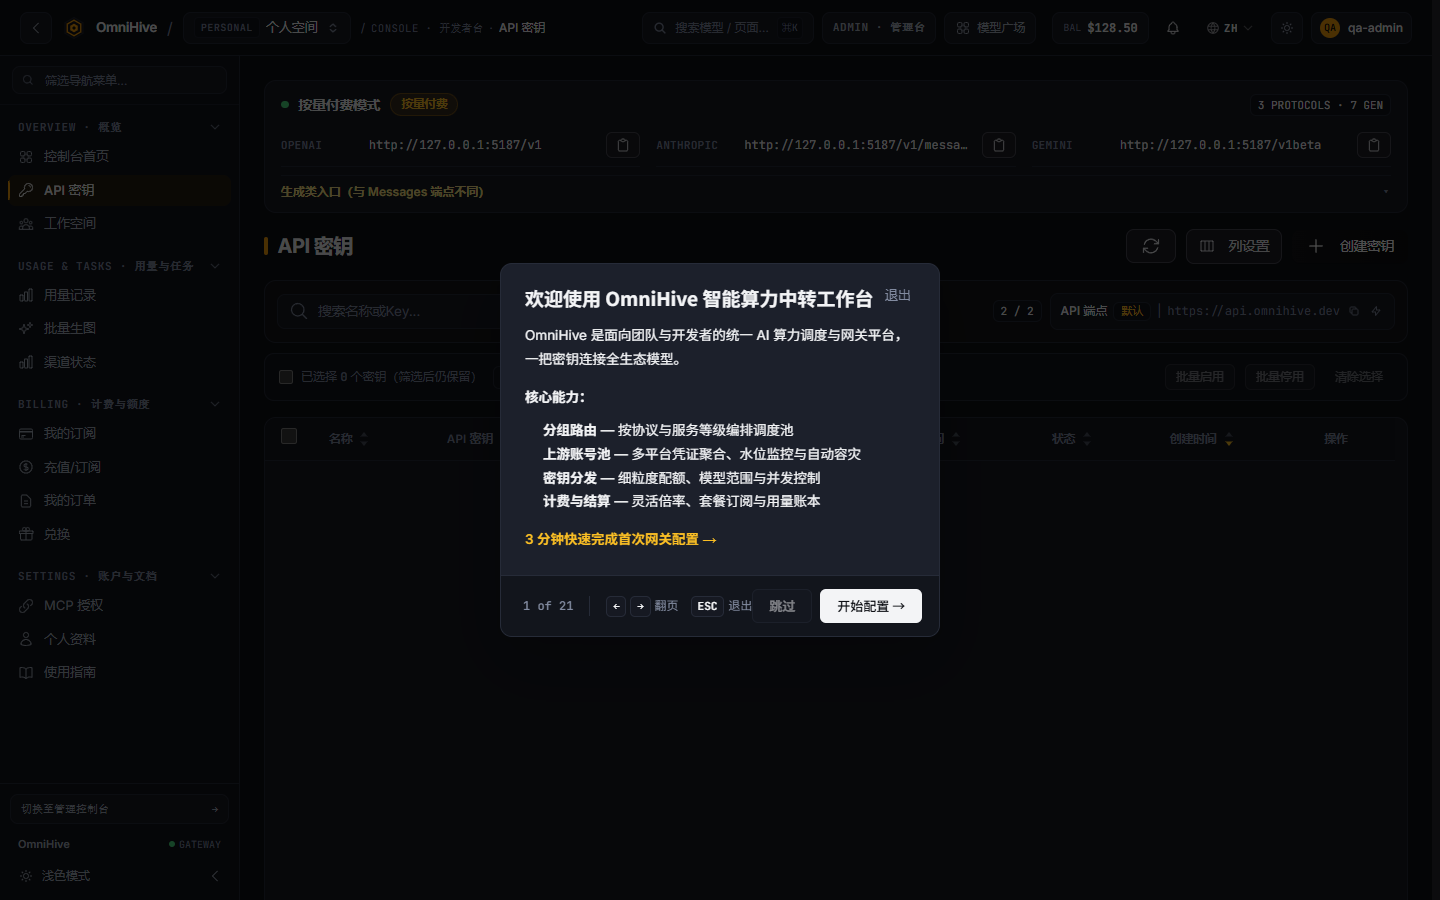 OmniHive / PERSONAL 个人空间 / CONSOLE · 开发者台 · API 密钥 搜索模型 / 页面... ⌘K ADMIN · 管理台 模型广场 BAL $128.50 ZH QA qa-admin
筛选导航菜单...
OVERVIEW · 概览
控制台首页
API 密钥
工作空间
USAGE & TASKS · 用量与任务
用量记录
批量生图
渠道状态
BILLING · 计费与额度
我的订阅
充值/订阅
我的订单
兑换
SETTINGS · 账户与文档
MCP 授权
个人资料
使用指南
切换至管理控制台 →
OmniHive GATEWAY
浅色模式
按量付费模式 按量付费 3 PROTOCOLS · 7 GEN
OPENAI http://127.0.0.1:5187/v1 ANTHROPIC http://127.0.0.1:5187/v1/messa… GEMINI http://127.0.0.1:5187/v1beta
生成类入口（与 Messages 端点不同）
API 密钥 列设置 创建密钥
搜索名称或Key... 2 / 2 API 端点 默认 https://api.omnihive.dev
已选择 0 个密钥（筛选后仍保留） 批量启用 批量停用 清除选择
名称 API 密钥 状态 创建时间 操作
欢迎使用 OmniHive 智能算力中转工作台 退出
OmniHive 是面向团队与开发者的统一 AI 算力调度与网关平台，
一把密钥连接全生态模型。
核心能力：
分组路由 — 按协议与服务等级编排调度池
上游账号池 — 多平台凭证聚合、水位监控与自动容灾
密钥分发 — 细粒度配额、模型范围与并发控制
计费与结算 — 灵活倍率、套餐订阅与用量账本
3 分钟快速完成首次网关配置 →
1 of 21 ← → 翻页 ESC 退出 跳过 开始配置 →